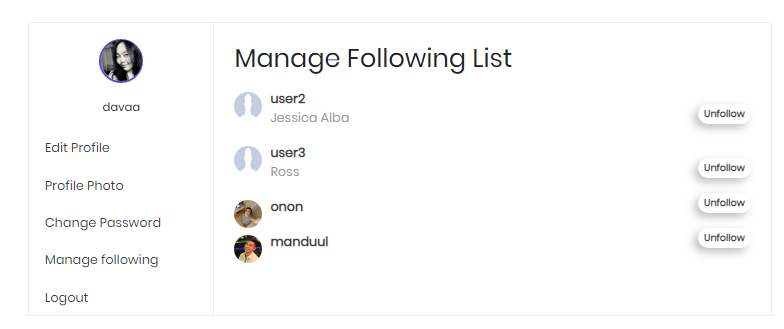 davaa
Edit Profile
Profile Photo
Change Password
Manage following
Logout
Manage Following List
user2
Jessica Alba
Unfollow
user3
Ross
Unfollow
onon
Unfollow
manduul
Unfollow